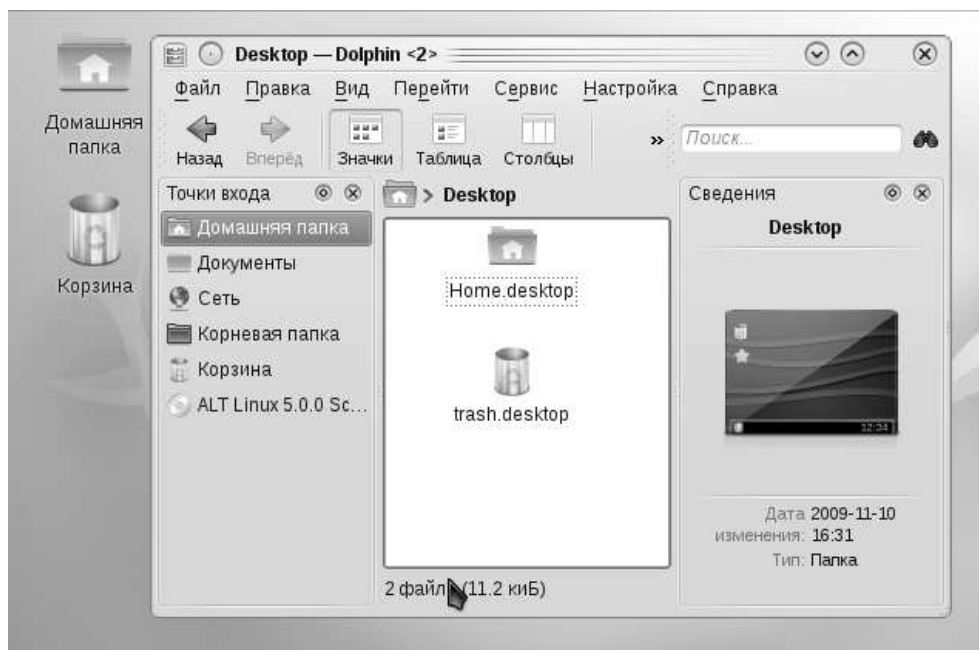 Домашняя
папка
Корзина
Desktop — Dolphin <2>
Файл Правка Вид Перейти Сервис Настройка Справка
Назад Вперёд Значки Таблица Столбцы » Поиск...
Точки входа
Домашняя папка
Документы
Сеть
Корневая папка
Корзина
ALT Linux 5.0.0 Sc...
> Desktop
Home.desktop
trash.desktop
2 файл (11.2 киБ)
Сведения
Desktop
12:34
Дата 2009-11-10
изменения: 16:31
Тип: Папка